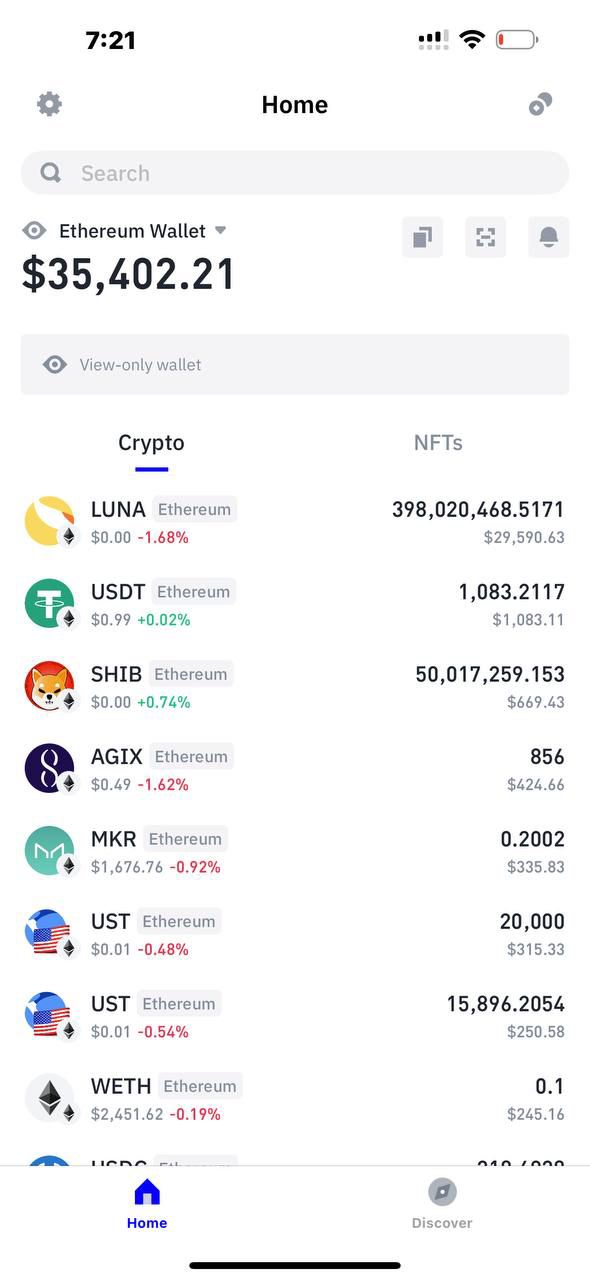 7:21
Home
Search
Ethereum Wallet
$35,402.21
View-only wallet
Crypto NFTs
LUNA Ethereum 398,020,468.5171
$0.00 -1.68% $29,590.63
USDT Ethereum 1,083.2117
$0.99 +0.02% $1,083.11
SHIB Ethereum 50,017,259.153
$0.00 +0.74% $669.43
AGIX Ethereum 856
$0.49 -1.62% $424.66
MKR Ethereum 0.2002
$1,676.76 -0.92% $335.83
UST Ethereum 20,000
$0.01 -0.48% $315.33
UST Ethereum 15,896.2054
$0.01 -0.54% $250.58
WETH Ethereum 0.1
$2,451.62 -0.19% $245.16
Home Discover